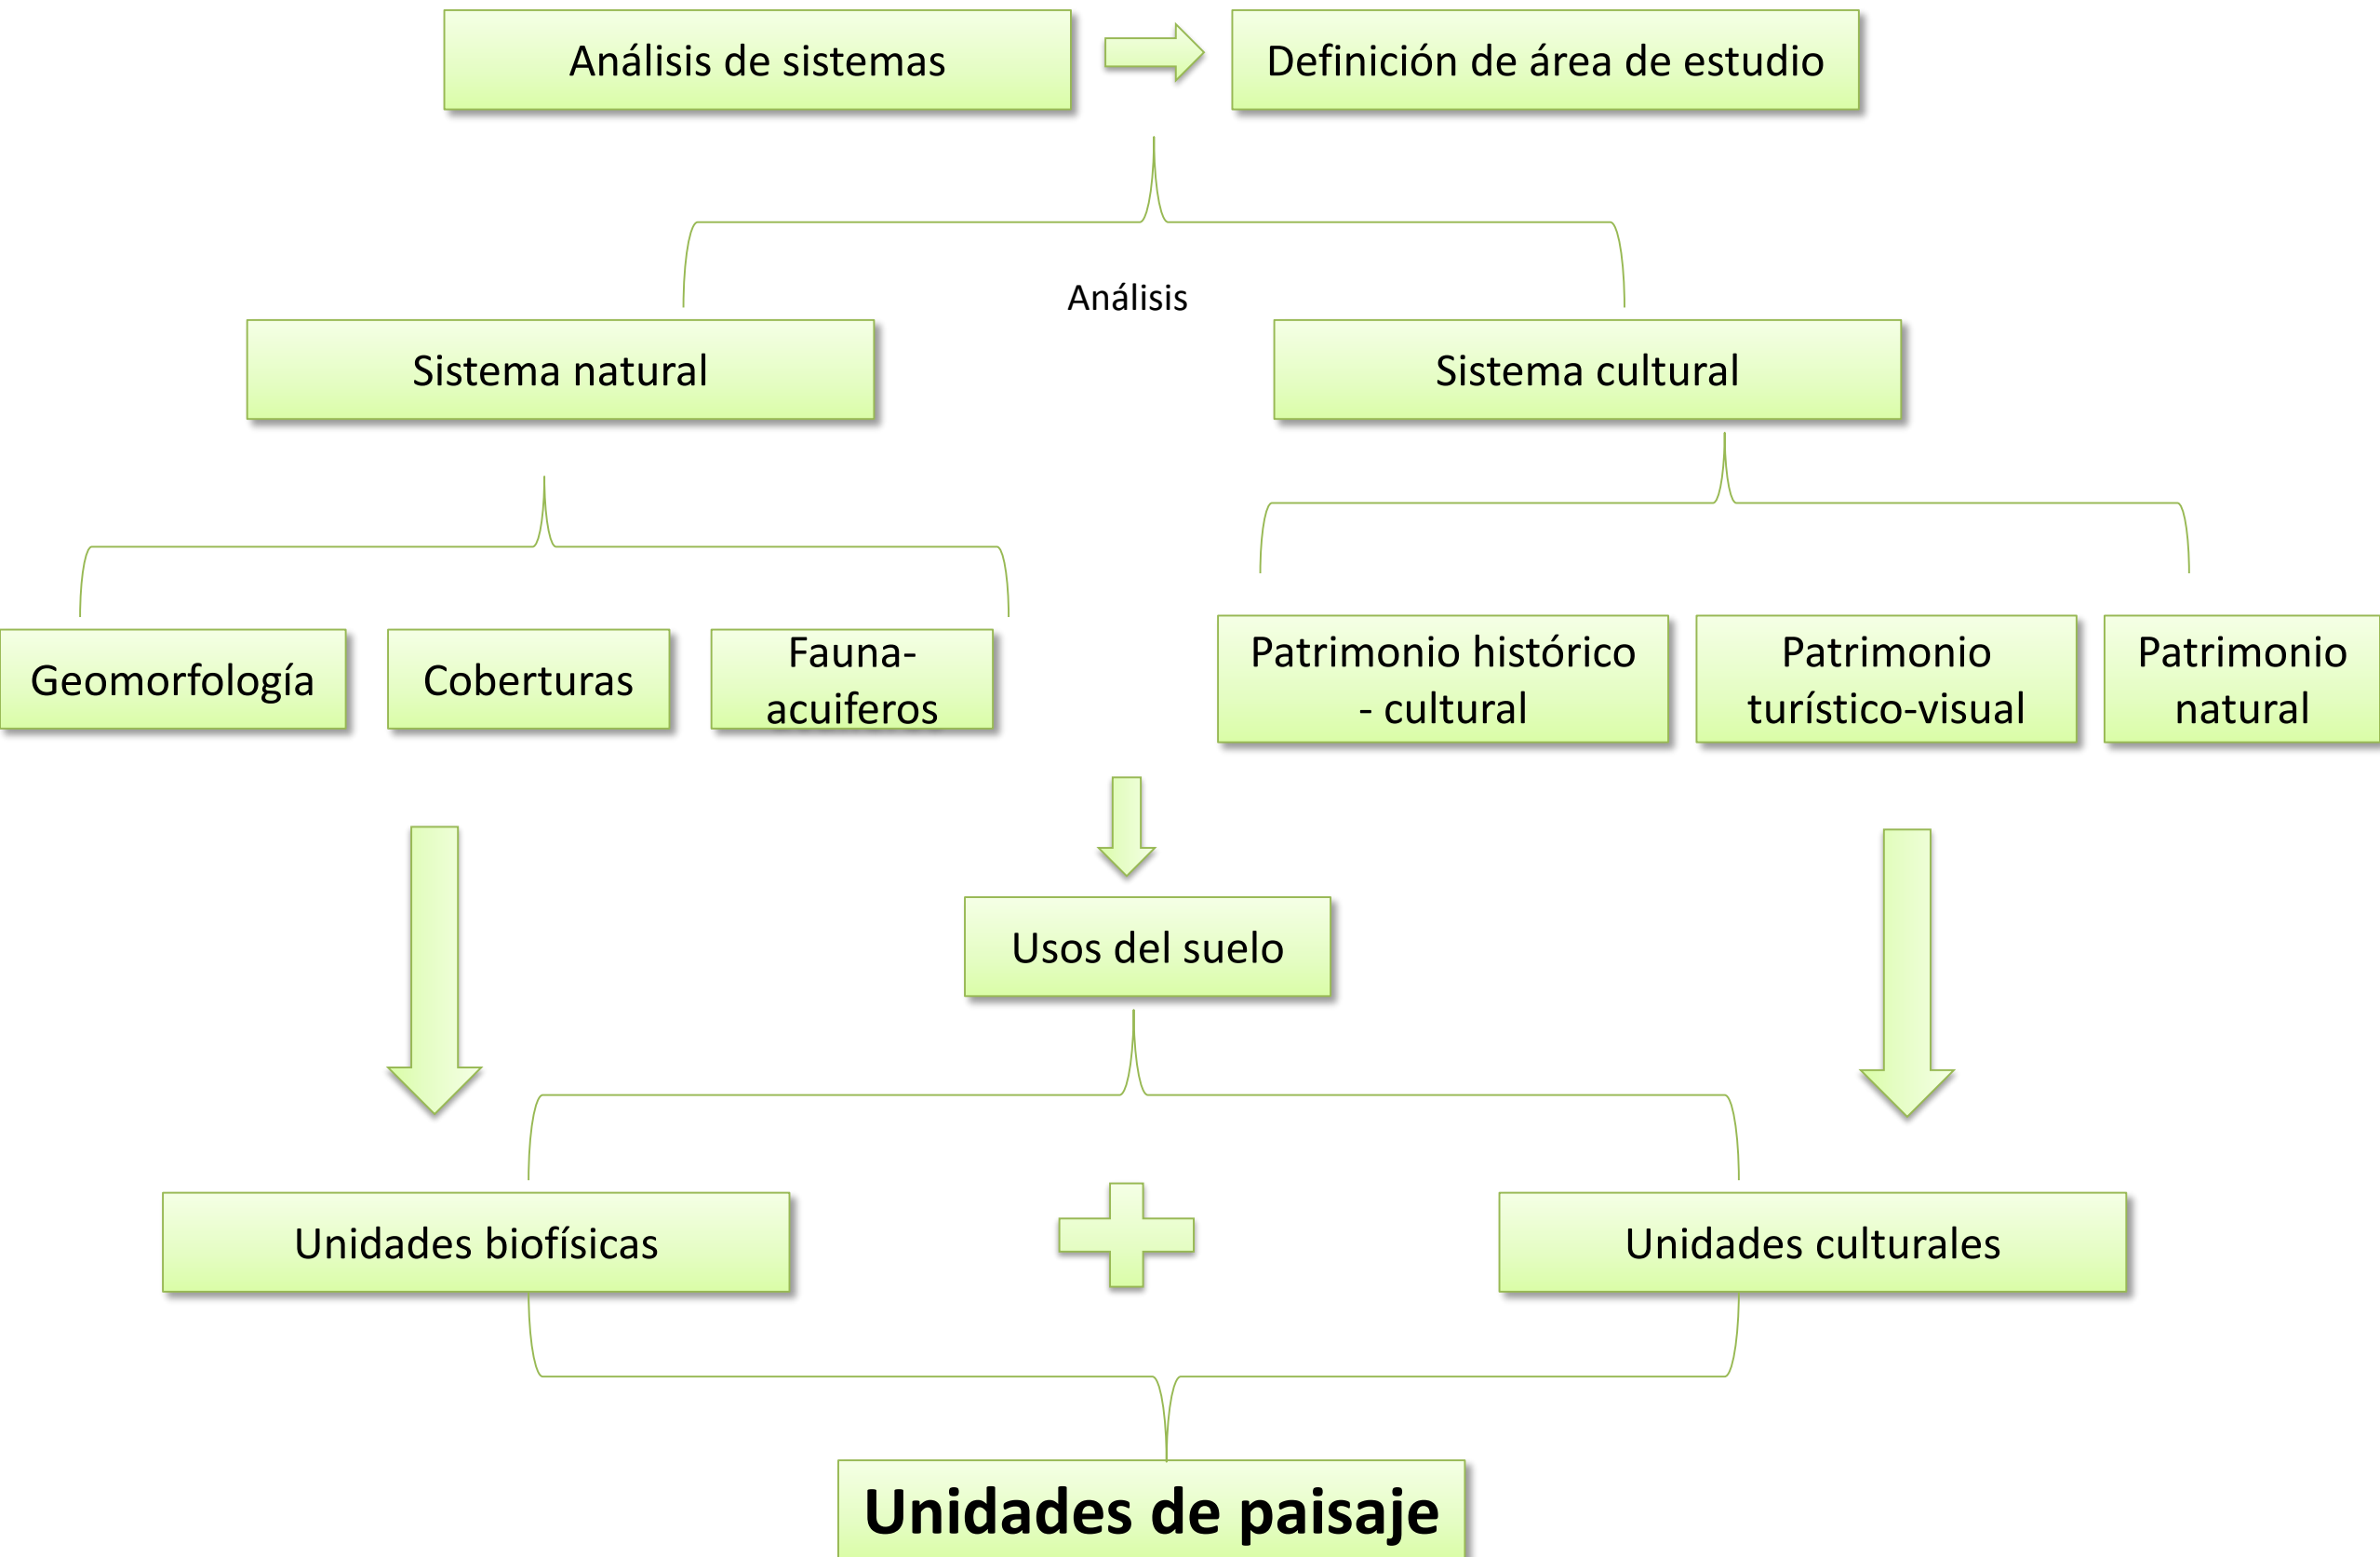 Análisis de sistemas
Definición de área de estudio
Análisis
Sistema natural
Sistema cultural
Geomorfología
Coberturas
Fauna-
acuiferos
Patrimonio histórico
- cultural
Patrimonio
turístico-visual
Patrimonio
natural
Usos del suelo
Unidades biofísicas
Unidades culturales
Unidades de paisaje